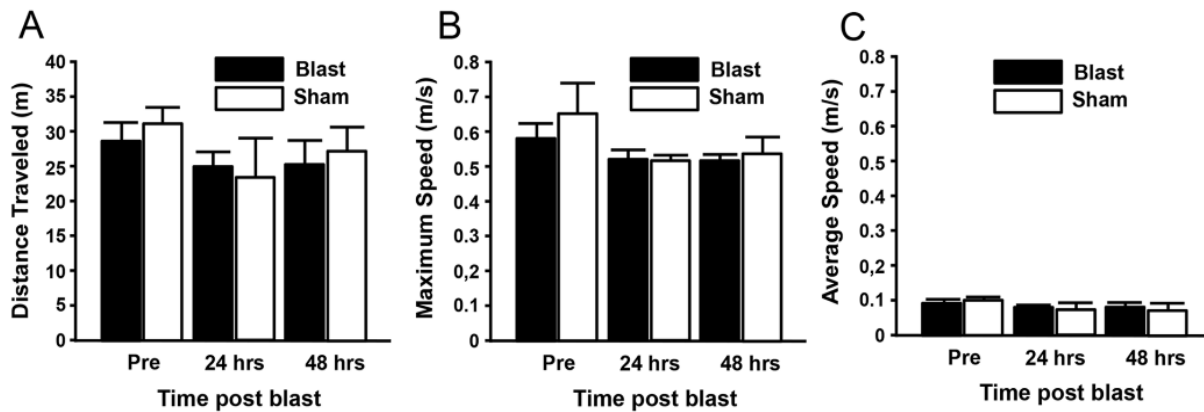 A
Distance Traveled (m)
40
35
30
25
20
15
10
5
0
Blast
Sham
Pre
24 hrs
48 hrs
Time post blast
B
Maximum Speed (m/s)
0.8
0.7
0.6
0.5
0.4
0.3
0,2
0.1
0
Blast
Sham
Pre
24 hrs
48 hrs
Time post blast
C
Average Speed (m/s)
0.8
0.7
0.6
0.5
0.4
0.3
0,2
0.1
0
Blast
Sham
Pre
24 hrs
48 hrs
Time post blast